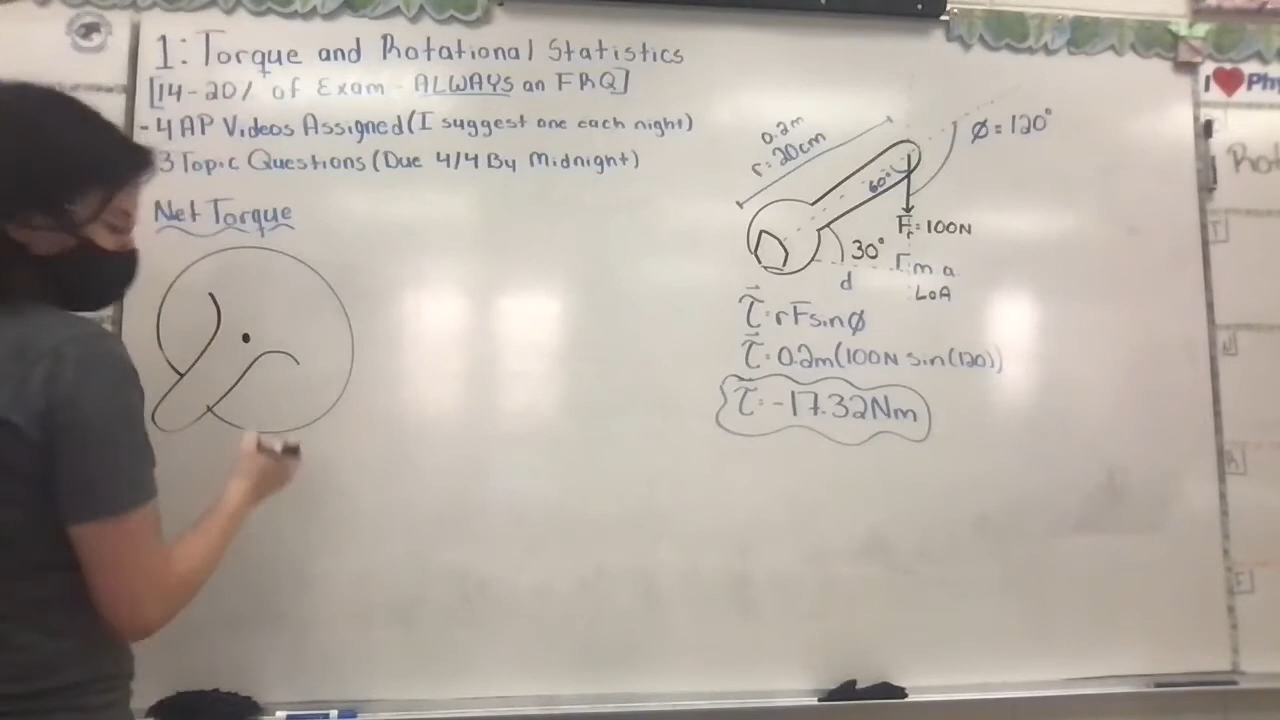 1: Torque and Rotational Statistics
[14-20% of Exam - ALWAYS an FRQ]
- 4 AP Videos Assigned (I suggest one each night)
3 Topic Questions (Due 4/4 By Midnight)
Net Torque
0.2m
r=20cm
Ø=120°
60°
F=100N
30°
d
m a
LoA
τ=rFsinØ
τ=0.2m(100N sin(120))
τ=-17.32Nm
I ❤ Phy
Rot
T
W
R
F